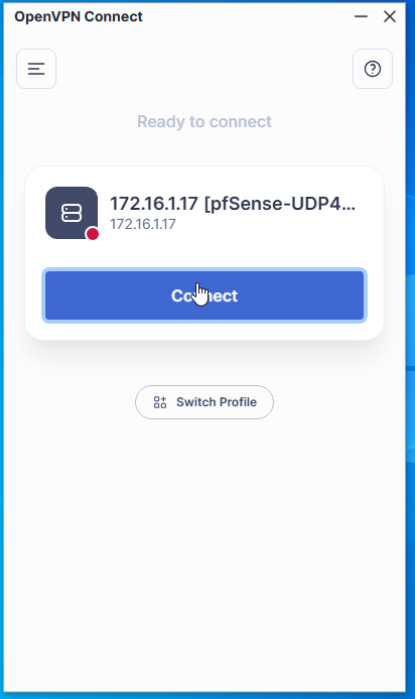 OpenVPN Connect
Ready to connect
172.16.1.17 [pfSense-UDP4...
172.16.1.17
Connect
Switch Profile